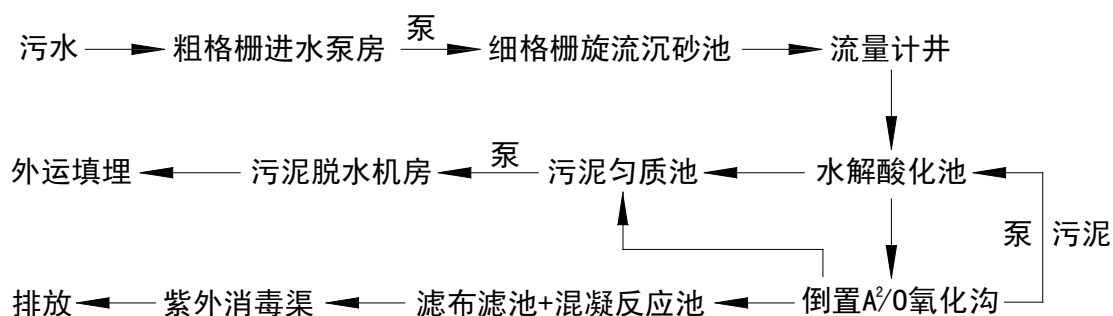 污水 粗格栅进水泵房 泵 细格栅旋流沉砂池 流量计井
外运填埋 污泥脱水机房 泵 污泥匀质池 水解酸化池
泵 污泥
排放 紫外消毒渠 滤布滤池+混凝反应池 倒置A²/O氧化沟